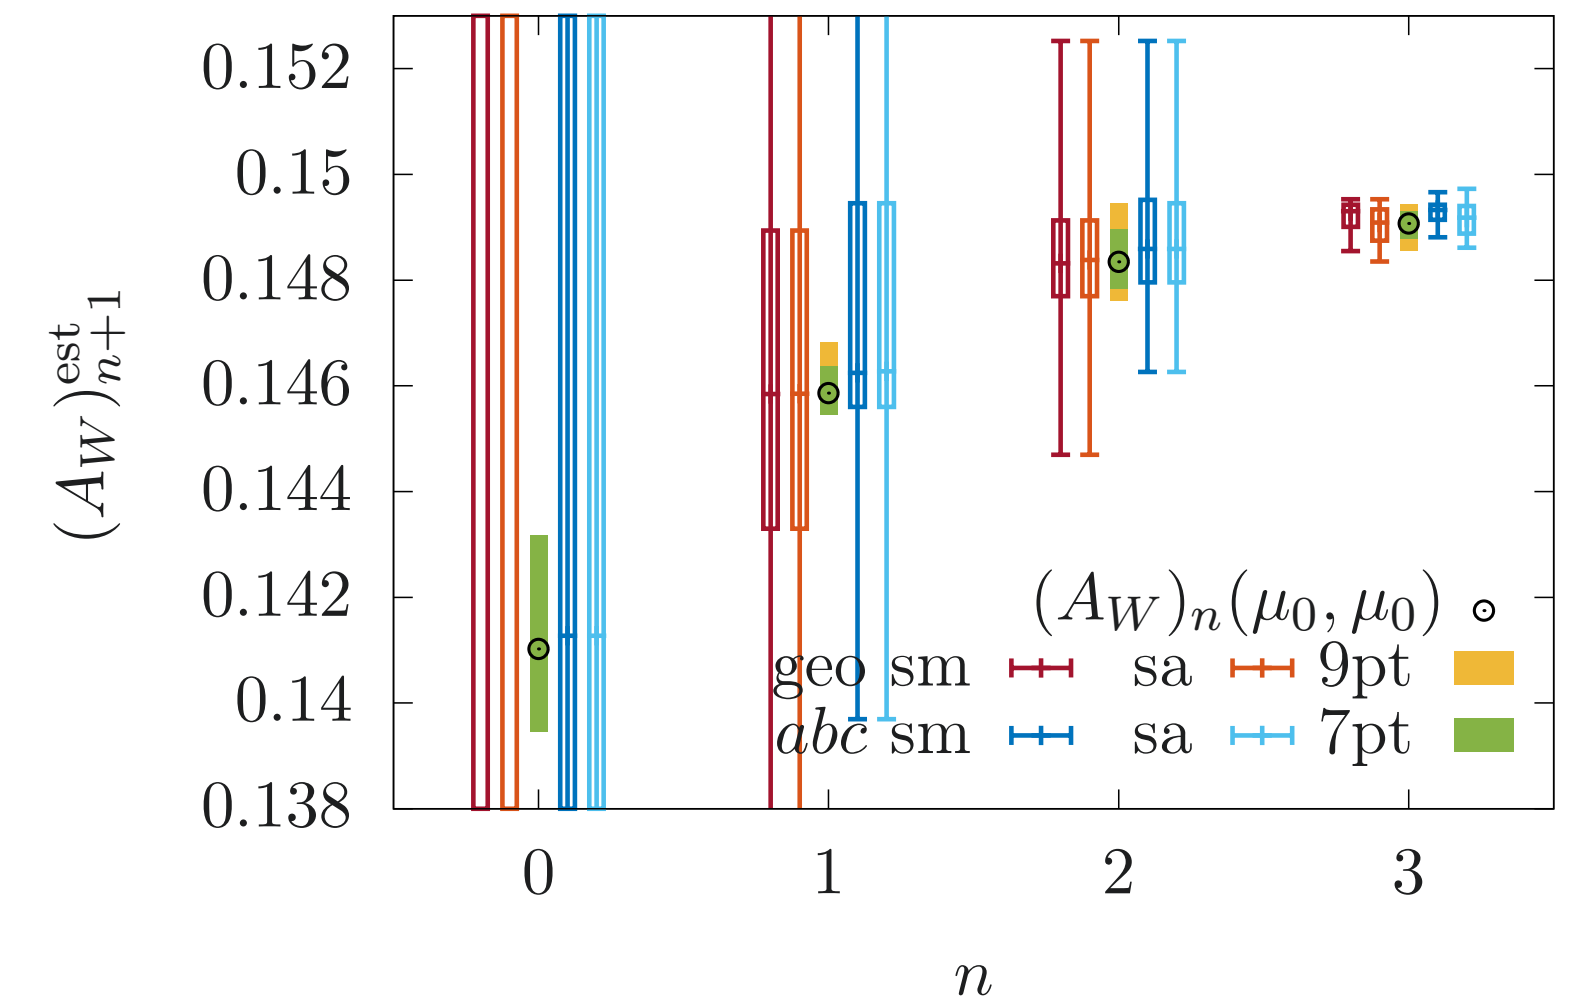 0.152
0.15
0.148
0.146
0.144
0.142
0.14
0.138
(A_W)^{est}_{n+1}
(A_W)_n(μ_0, μ_0)
geo sm sa 9pt
abc sm sa 7pt
0 1 2 3
n